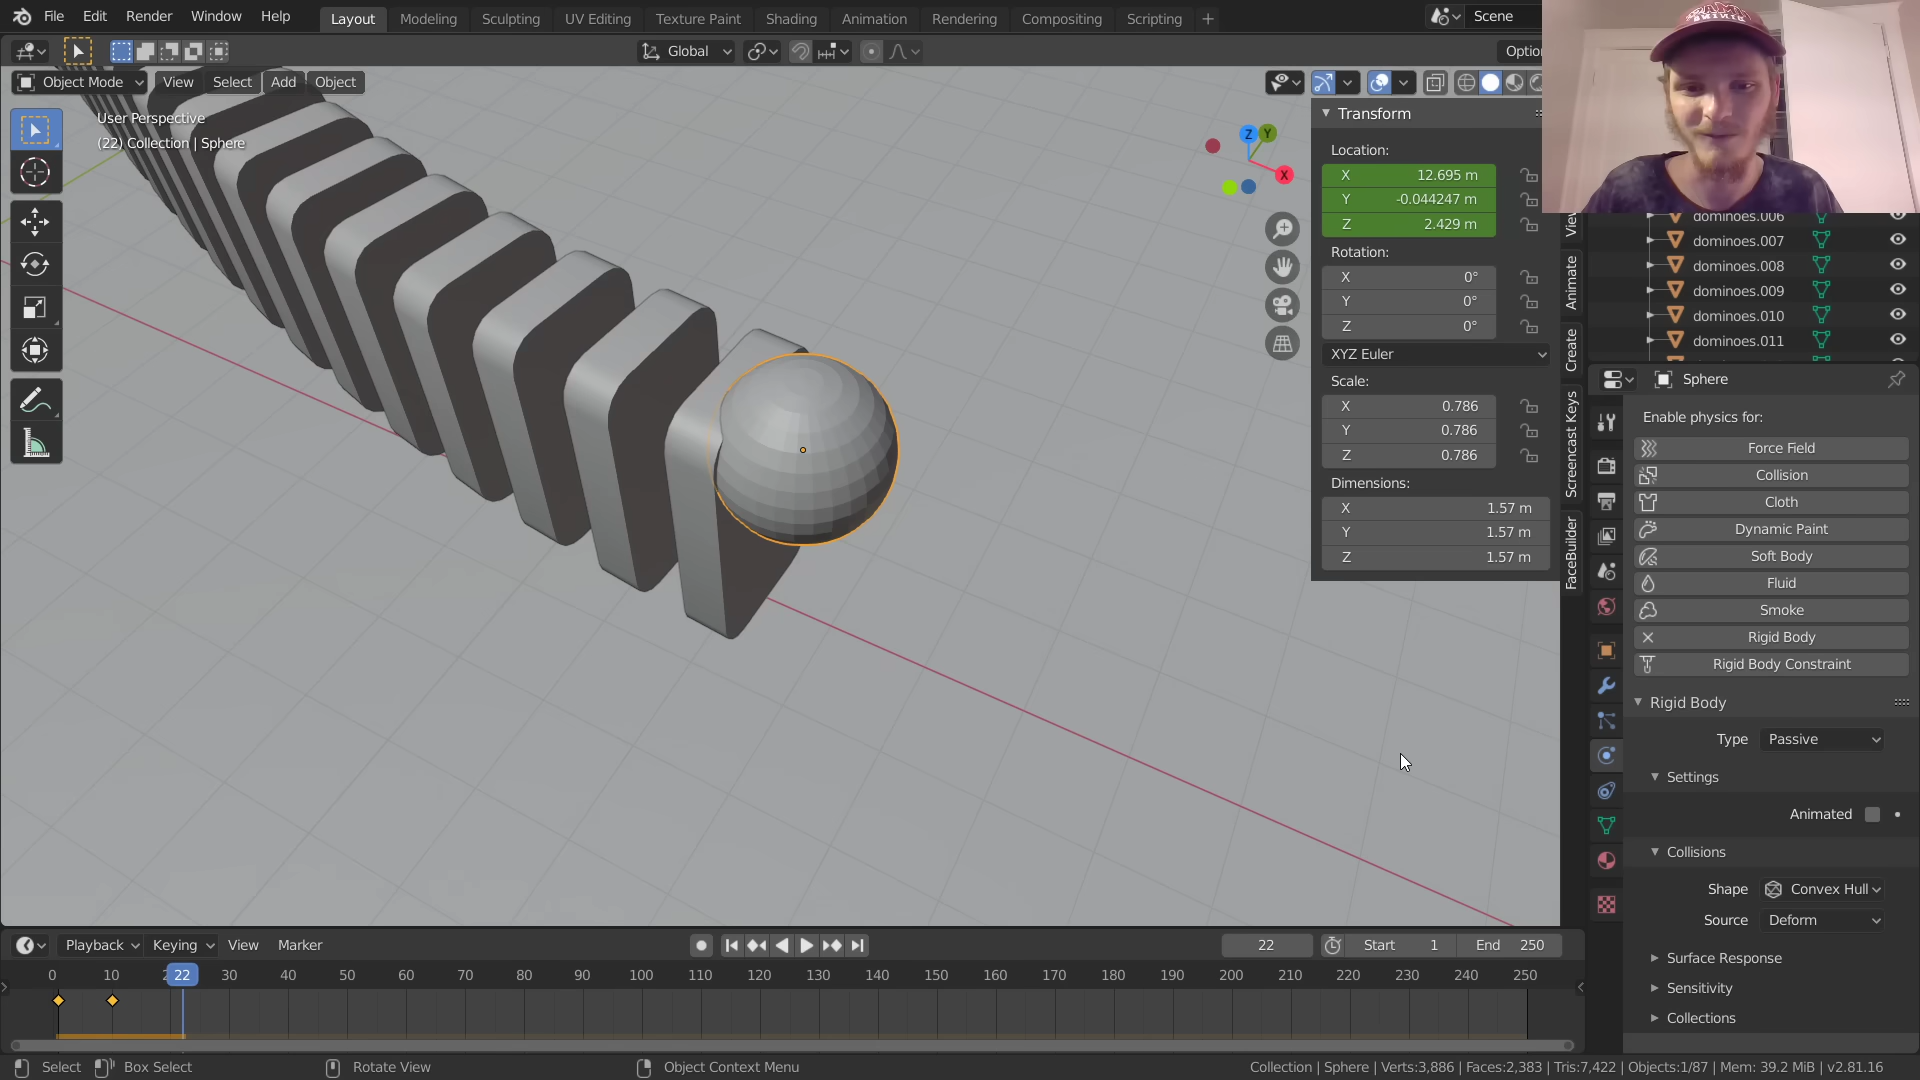 File Edit Render Window Help Layout Modeling Sculpting UV Editing Texture Paint Shading Animation Rendering Compositing Scripting + Scene
Global Optio
Object Mode View Select Add Object
User Perspective
(22) Collection | Sphere
Z Y X
Transform
Location:
X 12.695 m
Y -0.044247 m
Z 2.429 m
Rotation:
X 0°
Y 0°
Z 0°
XYZ Euler
Scale:
X 0.786
Y 0.786
Z 0.786
Dimensions:
X 1.57 m
Y 1.57 m
Z 1.57 m
Animate
Create
Screencast Keys
FaceBuilder
dominoes.006
dominoes.007
dominoes.008
dominoes.009
dominoes.010
dominoes.011
Sphere
Enable physics for:
Force Field
Collision
Cloth
Dynamic Paint
Soft Body
Fluid
Smoke
Rigid Body
Rigid Body Constraint
Rigid Body
Type Passive
Settings
Animated
Collisions
Shape Convex Hull
Source Deform
Surface Response
Sensitivity
Collections
Playback Keying View Marker 22 Start 1 End 250
0 10 22 30 40 50 60 70 80 90 100 110 120 130 140 150 160 170 180 190 200 210 220 230 240 250
Select Box Select Rotate View Object Context Menu Collection | Sphere | Verts:3,886 | Faces:2,383 | Tris:7,422 | Objects:1/87 | Mem: 39.2 MiB | v2.81.16